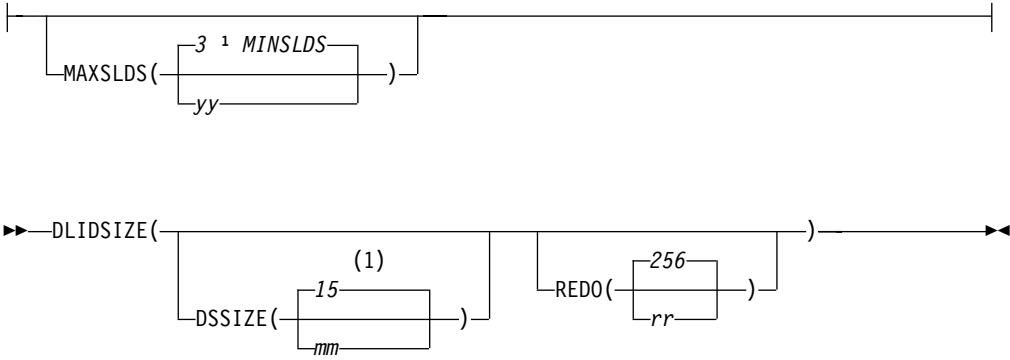 3 ¹ MINSLDS
MAXSLDS( )
yy
DLIDSIZE( )
(1)
15
256
DSSIZE( ) REDO( )
mm rr